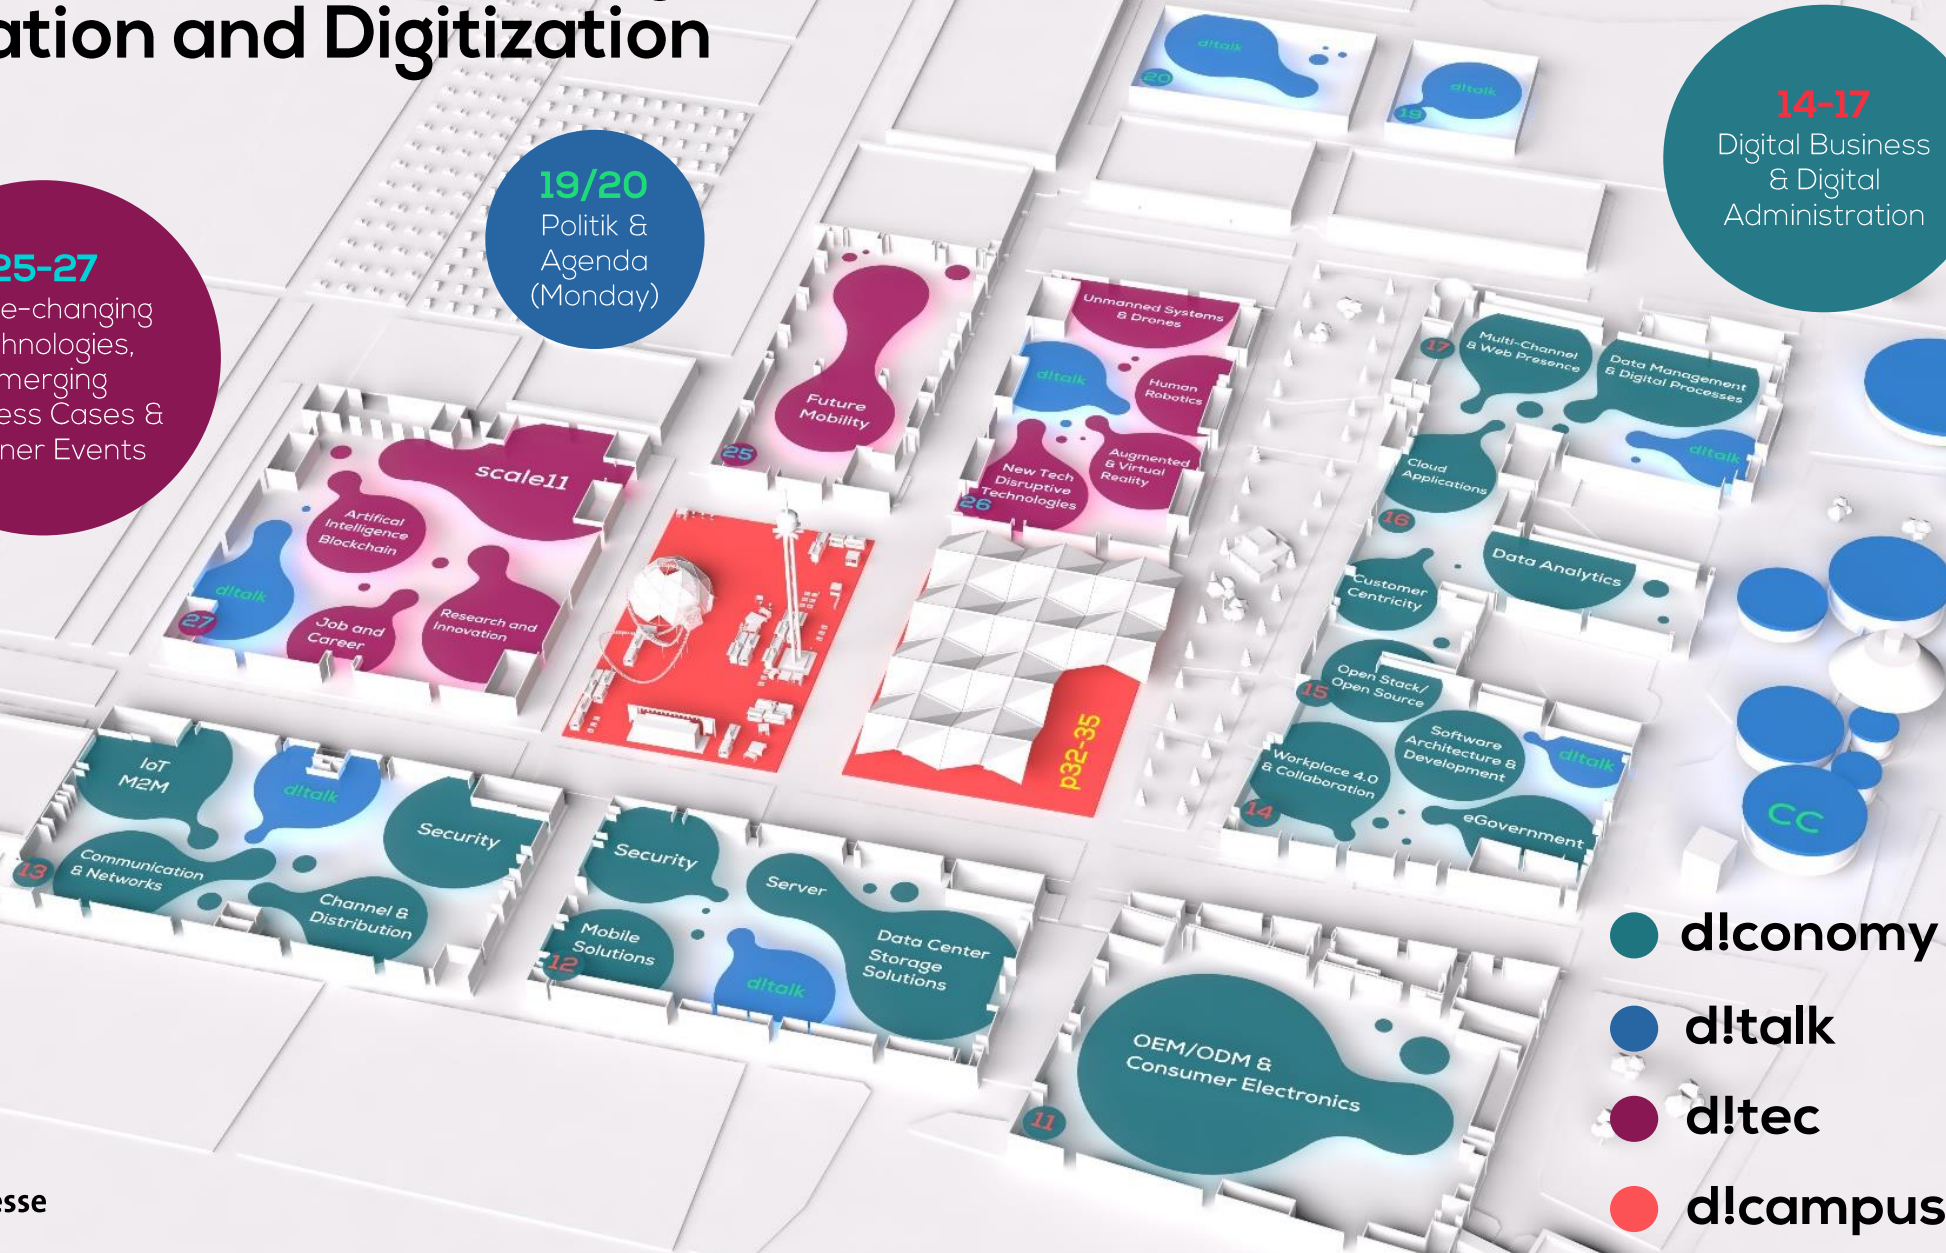 ation and Digitization
25-27
e-changing
hnologies,
merging
ess Cases &
ner Events
19/20
Politik &
Agenda
(Monday)
14-17
Digital Business
& Digital
Administration
d!talk
20
d!talk
19
Future
Mobility
25
Unmanned Systems
& Drones
d!talk
Human
Robotics
Augmented
& Virtual
Reality
New Tech
Disruptive
Technologies
26
17
Multi-Channel
& Web Presence
Data Management
& Digital Processes
d!talk
Cloud
Applications
16
Data Analytics
Customer
Centricity
Open Stack/
Open Source
15
Software
Architecture &
Development
d!talk
Workplace 4.0
& Collaboration
14
eGovernment
CC
scale11
Artifical
Intelligence
Blockchain
d!talk
27
Job and
Career
Research and
Innovation
p32-35
IoT
M2M
d!talk
Security
Communication
& Networks
13
Channel &
Distribution
Security
Server
Mobile
Solutions
12
d!talk
Data Center
Storage
Solutions
OEM/ODM &
Consumer Electronics
11
d!conomy
d!talk
d!tec
d!campus
esse